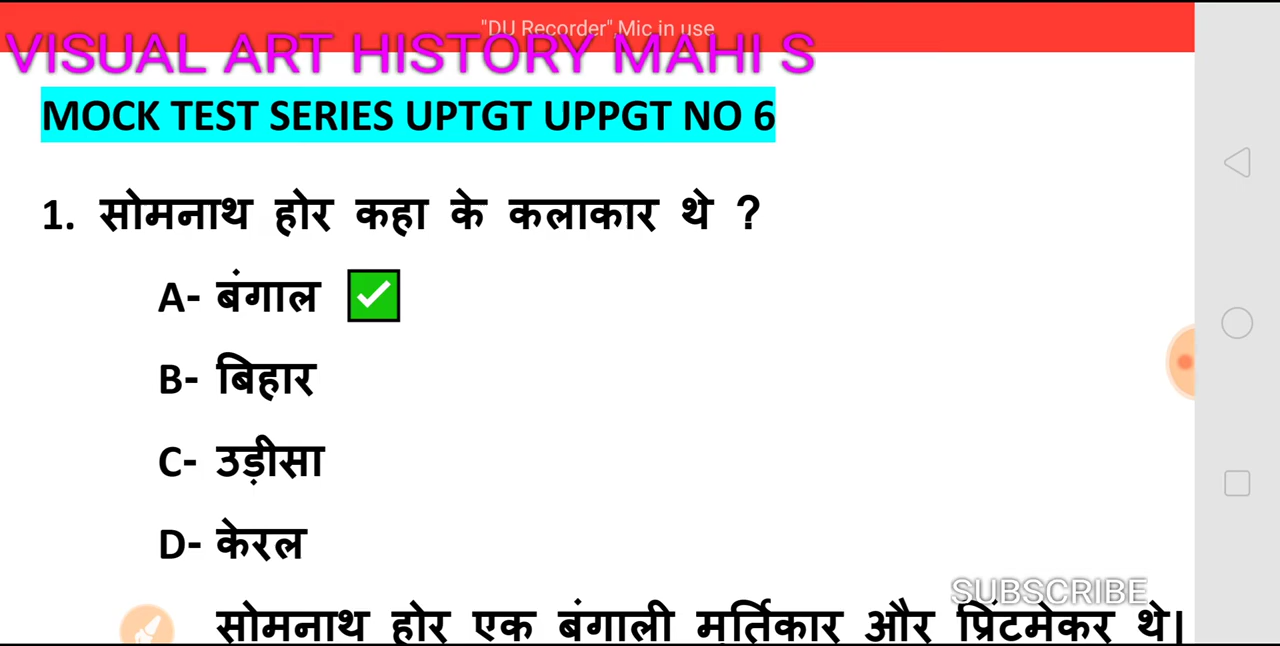 "DU Recorder",Mic in use
VISUAL ART HISTORY MAHI S
MOCK TEST SERIES UPTGT UPPGT NO 6
1. सोमनाथ होर कहा के कलाकार थे ?
A- बंगाल
B- बिहार
C- उड़ीसा
D- केरल
SUBSCRIBE
सोमनाथ होर एक बंगाली मूर्तिकार और प्रिंटमेकर थे।